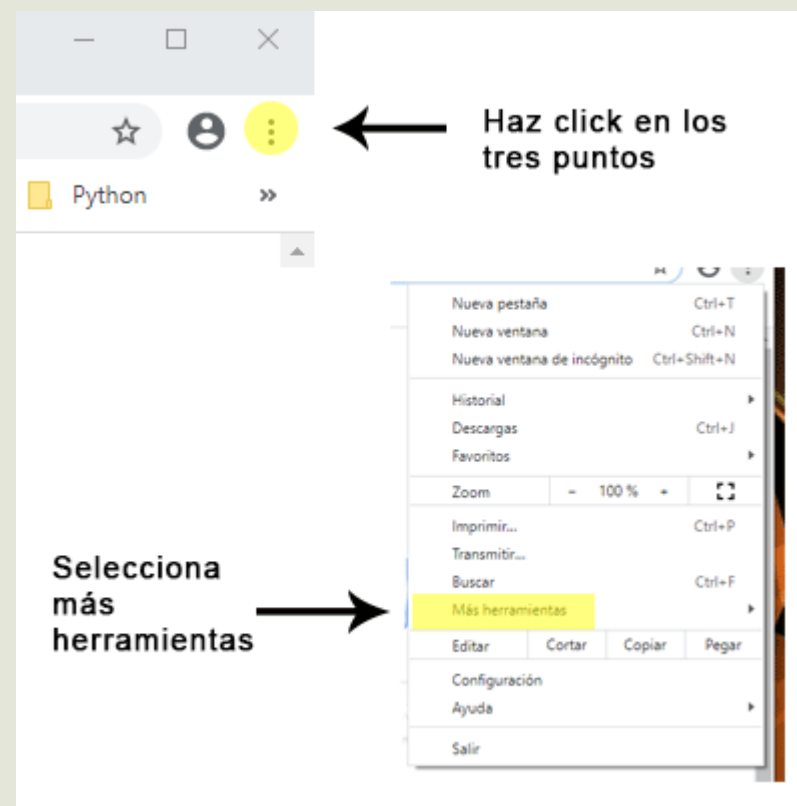 Haz click en los
tres puntos
Python
Nueva pestaña Ctrl+T
Nueva ventana Ctrl+N
Nueva ventana de incógnito Ctrl+Shift+N
Historial
Descargas Ctrl+J
Favoritos
Zoom - 100 % +
Imprimir... Ctrl+P
Transmitir...
Buscar Ctrl+F
Más herramientas
Editar Cortar Copiar Pegar
Configuración
Ayuda
Salir
Selecciona
más
herramientas